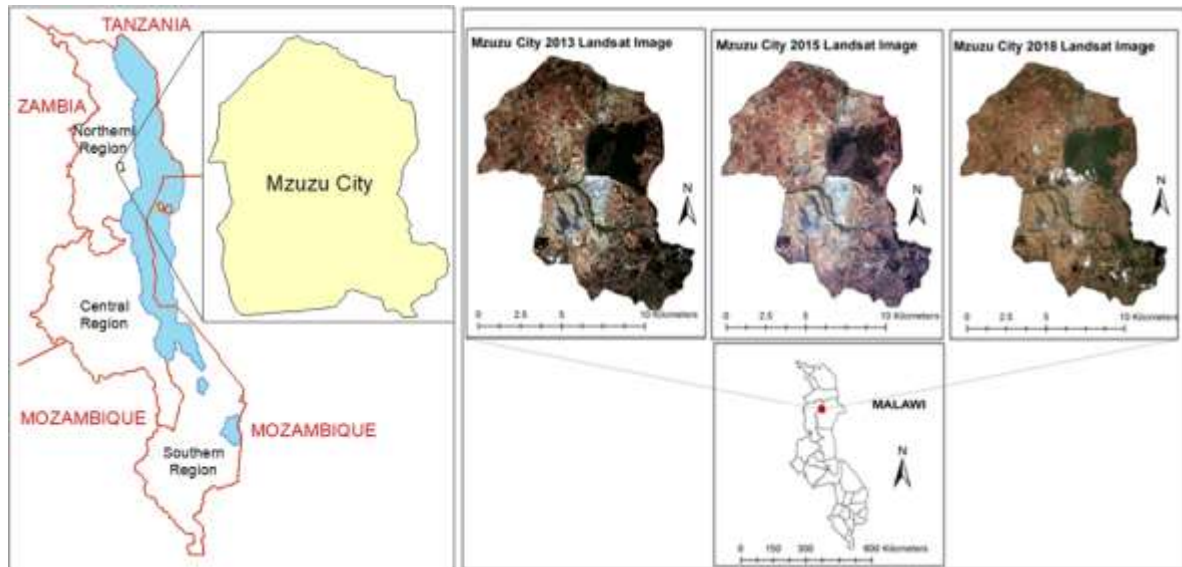 TANZANIA
ZAMBIA
Northern
Region
Mzuzu City
Central
Region
MOZAMBIQUE
MOZAMBIQUE
Southern
Region
Mzuzu City 2013 Landsat Image
N
0 2.5 5 10 Kilometers
Mzuzu City 2015 Landsat Image
N
0 2.5 5 10 Kilometers
Mzuzu City 2018 Landsat Image
N
0 2.5 5 10 Kilometers
MALAWI
N
0 150 300 600 Kilometers